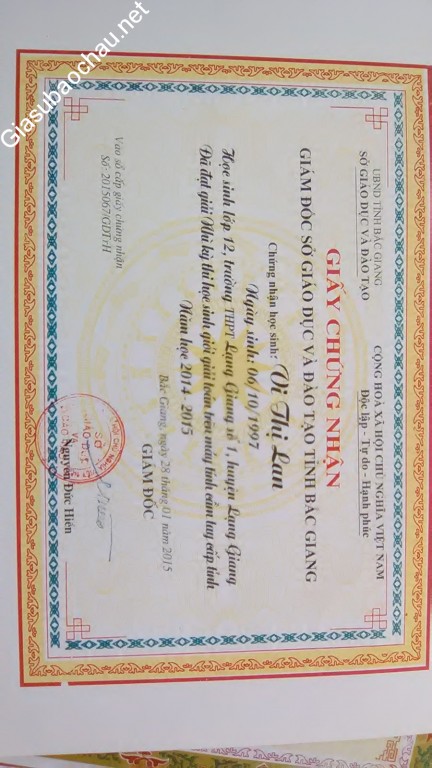 UBND TỈNH BẮC GIANG
SỞ GIÁO DỤC VÀ ĐÀO TẠO
CỘNG HOÀ XÃ HỘI CHỦ NGHĨA VIỆT NAM
Độc lập - Tự do - Hạnh phúc
GIẤY CHỨNG NHẬN
GIÁM ĐỐC SỞ GIÁO DỤC VÀ ĐÀO TẠO TỈNH BẮC GIANG
Chứng nhận học sinh: Vi Thị Lan
Ngày sinh: 06/10/1997
Học sinh lớp 12, trường THPT Lạng Giang số 1, huyện Lạng Giang
Đã đạt giải Nhì kỳ thi học sinh giỏi giải toán trên máy tính cầm tay cấp tỉnh
Năm học 2014-2015
Bắc Giang, ngày 28 tháng 01 năm 2015
GIÁM ĐỐC
Vào sổ cấp giấy chứng nhận
Số: 2015067/GDTrH
SỞ
GIÁO DỤC
VÀ
Nguyễn Đức Hiền
Giasubaochau.net